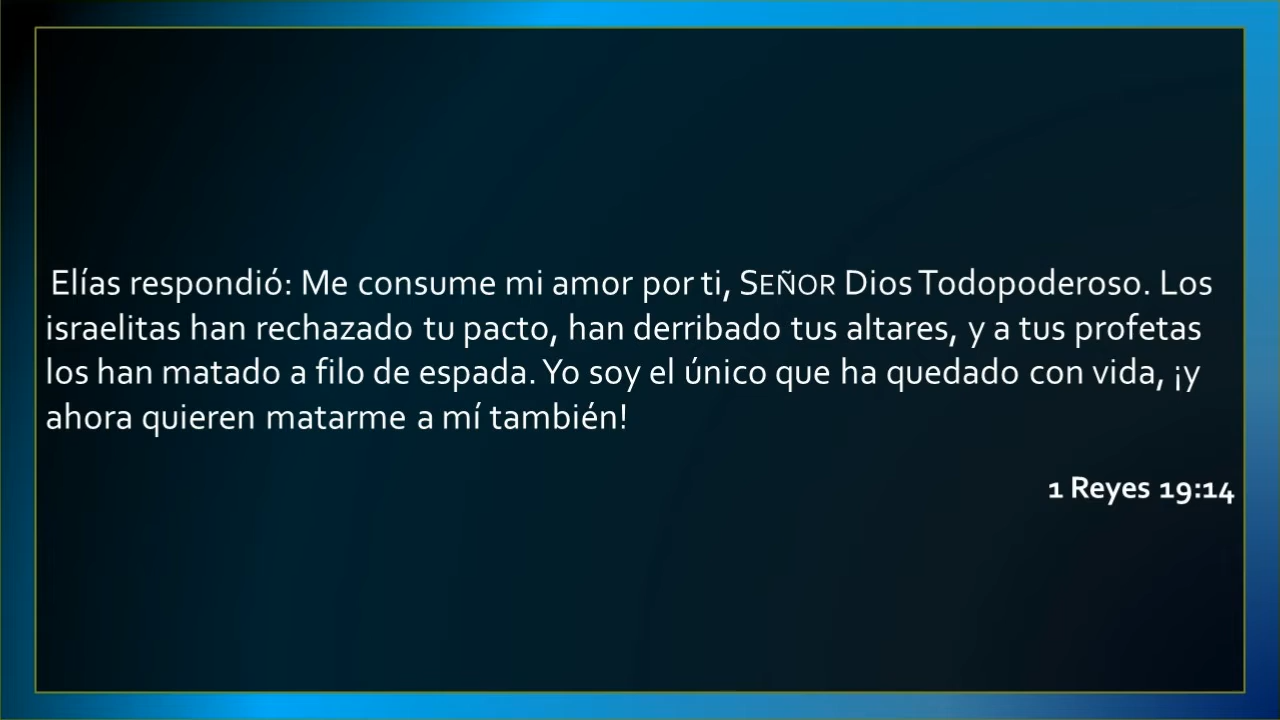 Elías respondió: Me consume mi amor por ti, SEÑOR Dios Todopoderoso. Los
israelitas han rechazado tu pacto, han derribado tus altares, y a tus profetas
los han matado a filo de espada. Yo soy el único que ha quedado con vida, ¡y
ahora quieren matarme a mí también!
1 Reyes 19:14